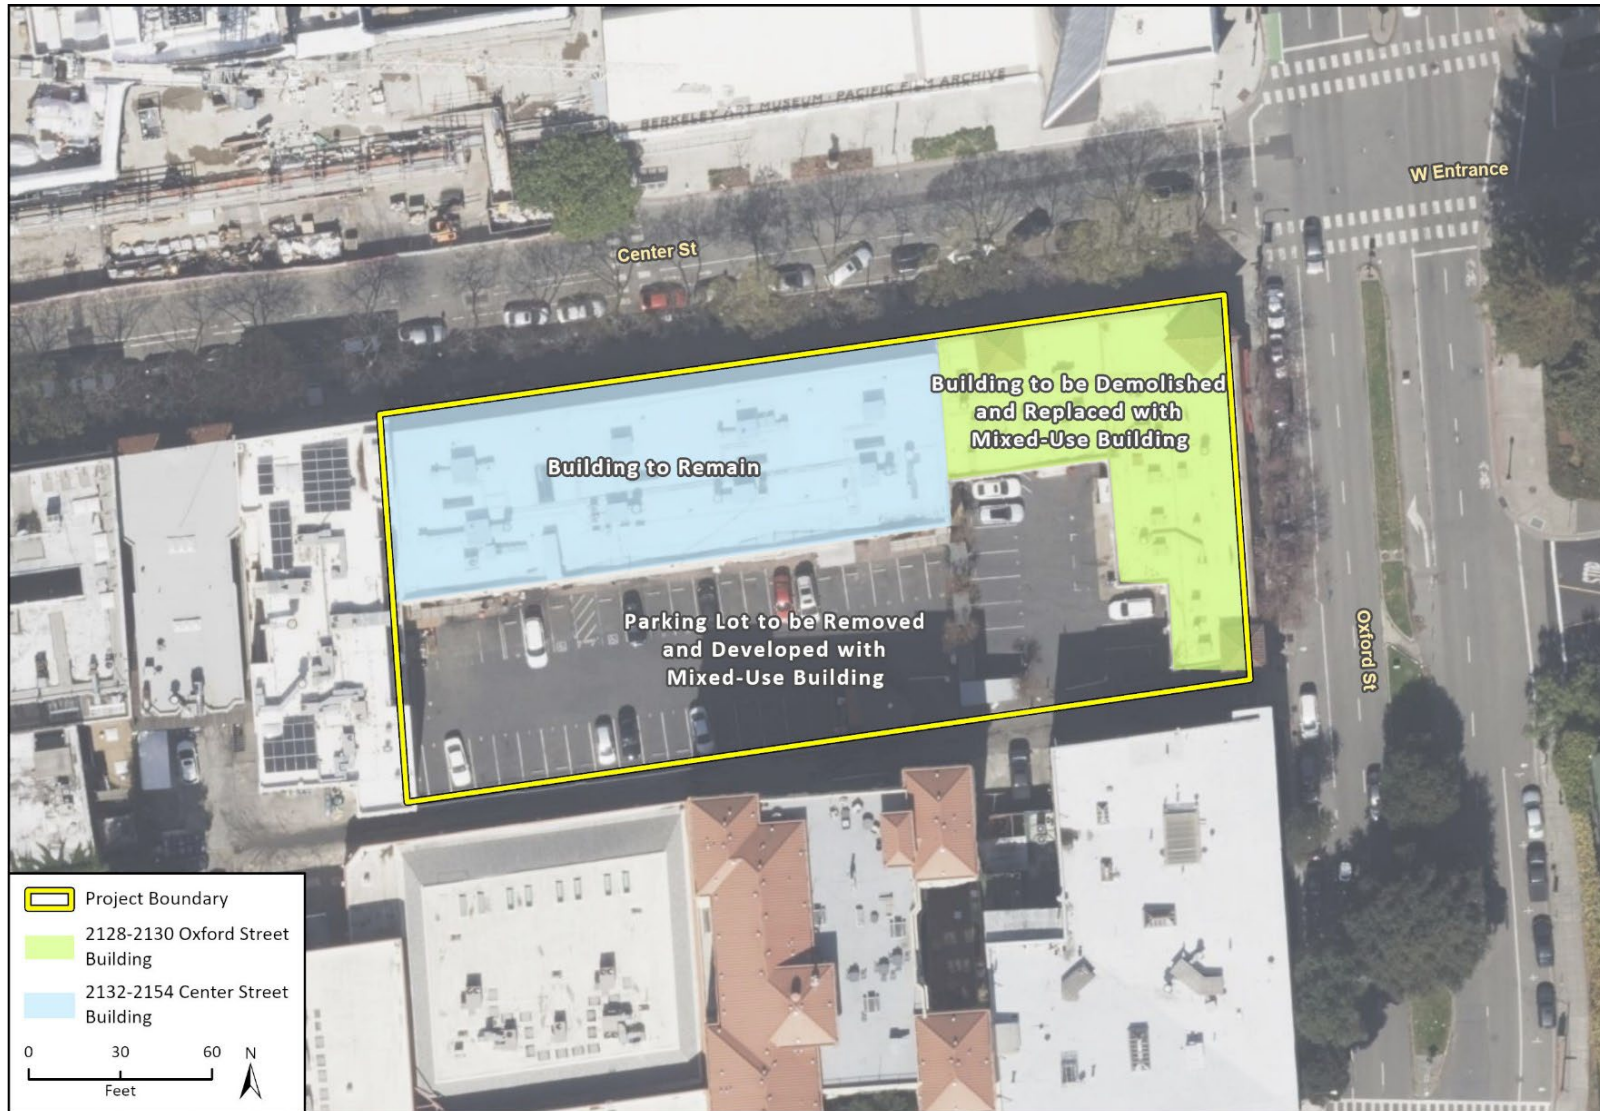 BERKELEY ART MUSEUM · PACIFIC FILM ARCHIVE
W Entrance
Center St
Building to be Demolished
and Replaced with
Mixed-Use Building
Building to Remain
Parking Lot to be Removed
and Developed with
Mixed-Use Building
Oxford St
STOP
Project Boundary
2128-2130 Oxford Street
Building
2132-2154 Center Street
Building
0 30 60
Feet
N